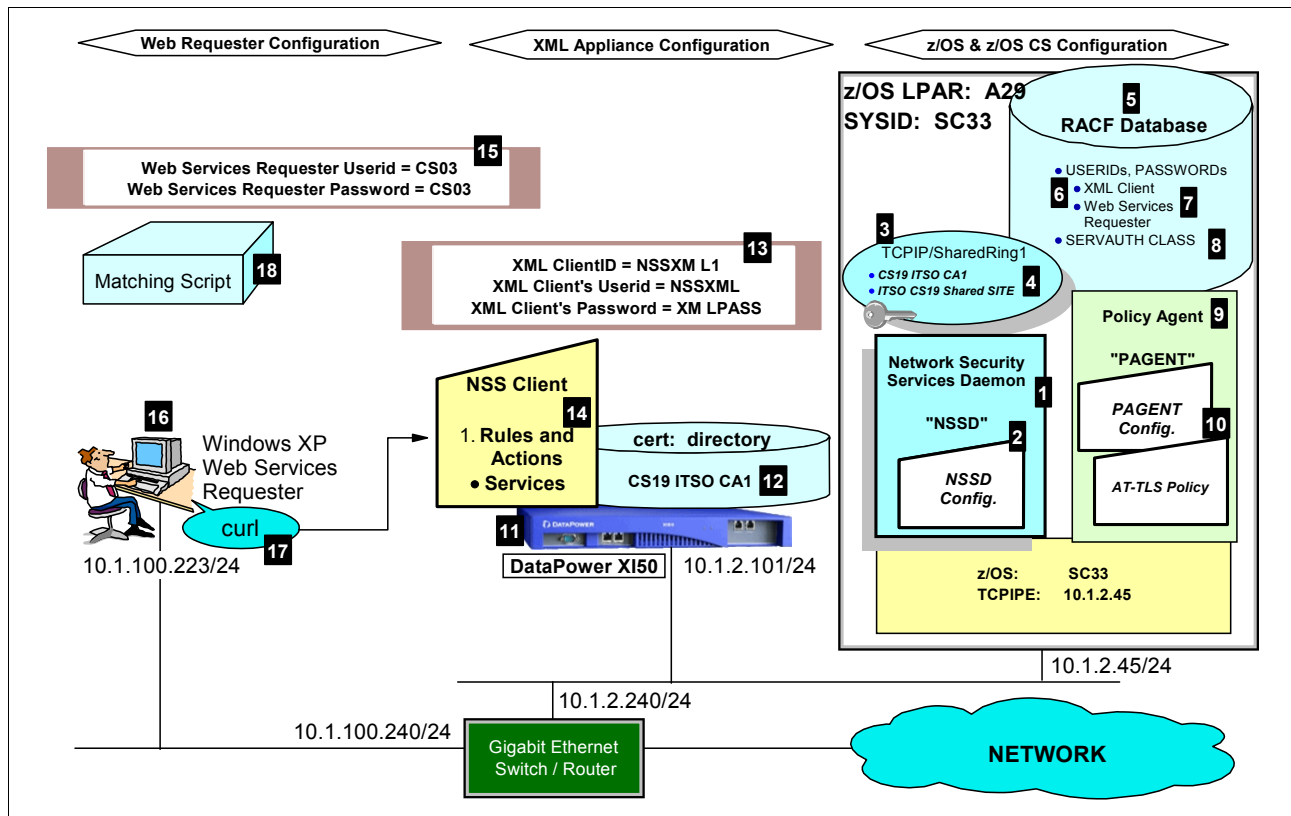 Web Requester Configuration
XML Appliance Configuration
z/OS & z/OS CS Configuration
z/OS LPAR: A29
SYSID: SC33
5
RACF Database
USERIDs, PASSWORDs
6
XML Client
Web Services
Requester
7
SERVAUTH CLASS
8
15
Web Services Requester Userid = CS03
Web Services Requester Password = CS03
Matching Script
18
13
XML ClientID = NSSXM L1
XML Client's Userid = NSSXML
XML Client's Password = XM LPASS
3
TCPIP/SharedRing1
CS19 ITSO CA1
ITSO CS19 Shared SITE
4
Policy Agent
9
"PAGENT"
PAGENT
Config.
10
AT-TLS Policy
Network Security
Services Daemon
1
"NSSD"
2
NSSD
Config.
NSS Client
14
1. Rules and
Actions
Services
cert: directory
CS19 ITSO CA1
12
16
Windows XP
Web Services
Requester
curl
17
11
DATAPOWER
DataPower XI50
10.1.100.223/24
10.1.2.101/24
z/OS: SC33
TCPIPE: 10.1.2.45
10.1.2.45/24
10.1.2.240/24
10.1.100.240/24
Gigabit Ethernet
Switch / Router
NETWORK